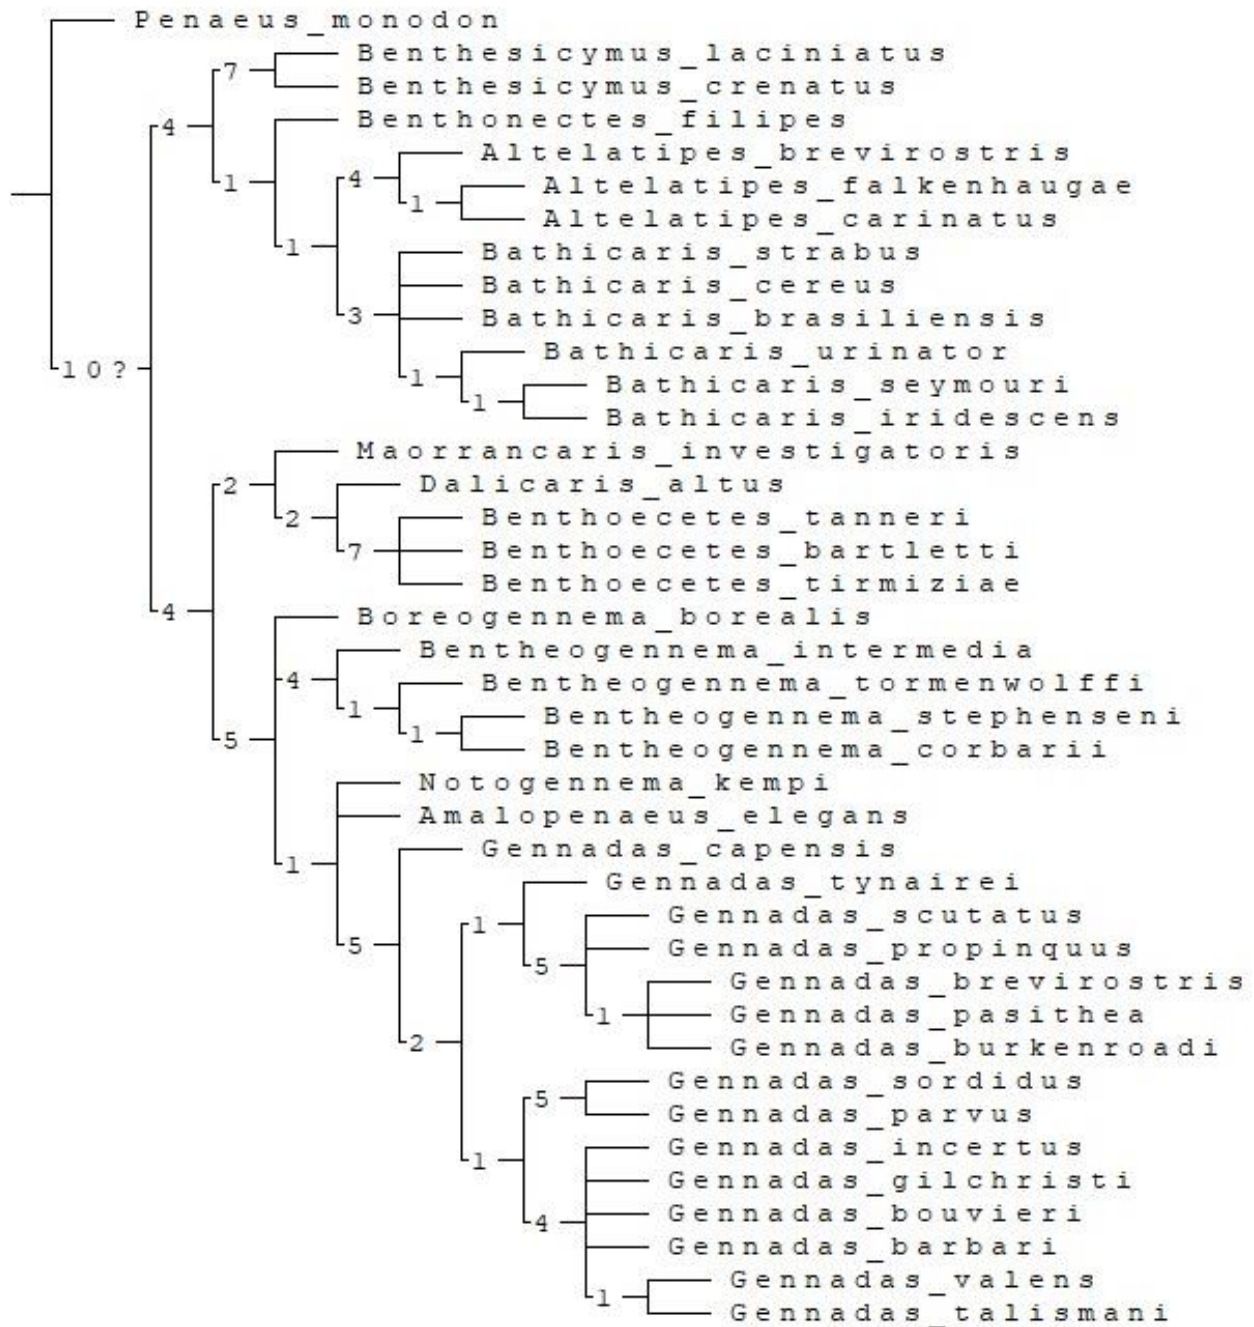 Penaeus_monodon
Benthesicymus_laciniatus
7
Benthesicymus_crenatus
Benthonectes_filipes
4
Altelatipes_brevirostris
4
1
Altelatipes_falkenhaugae
1
Altelatipes_carinatus
1
Bathicaris_strabus
Bathicaris_cereus
3
Bathicaris_brasiliensis
Bathicaris_urinator
10?
1
Bathicaris_seymouri
1
Bathicaris_iridescens
Maorrancaris_investigatoris
2
Dalicaris_altus
2
Benthoecetes_tanneri
7
Benthoecetes_bartletti
Benthoecetes_tirmiziae
4
Boreogennema_borealis
Bentheogennema_intermedia
4
Bentheogennema_tormenwolffi
1
Bentheogennema_stephenseni
1
5
Bentheogennema_corbarii
Notogennema_kempi
Amalopenaeus_elegans
Gennadas_capensis
1
Gennadas_tynairei
Gennadas_scutatus
1
5
Gennadas_propinquus
5
Gennadas_brevirostris
1
Gennadas_pasithea
2
Gennadas_burkenroadi
Gennadas_sordidus
5
Gennadas_parvus
Gennadas_incertus
1
Gennadas_gilchristi
Gennadas_bouvieri
4
Gennadas_barbari
Gennadas_valens
1
Gennadas_talismani